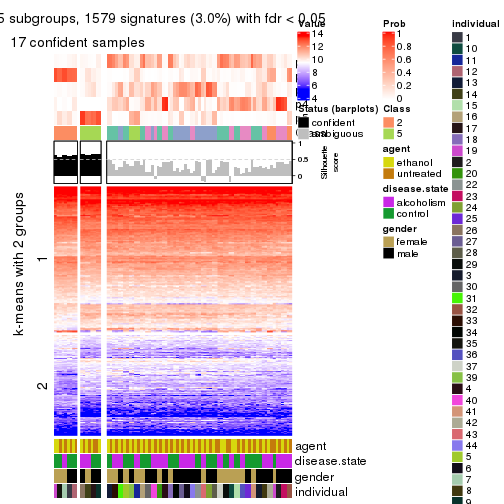 5 subgroups, 1579 signatures (3.0%) with fdr < 0.05
17 confident samples
k-means with 2 groups
1
2
p4
1
0.5
0
Silhouette
score
agent
disease.state
gender
individual
Value
14
12
10
8
6
4
Status (barplots)
confident
ambiguous
Prob
1
0.8
0.6
0.4
0.2
0
Class
2
5
agent
ethanol
untreated
disease.state
alcoholism
control
gender
female
male
individual
1
10
11
12
13
14
15
16
17
18
19
2
20
22
23
24
25
26
27
28
29
3
30
31
32
33
34
35
36
37
39
4
40
41
42
43
44
5
6
7
8
9